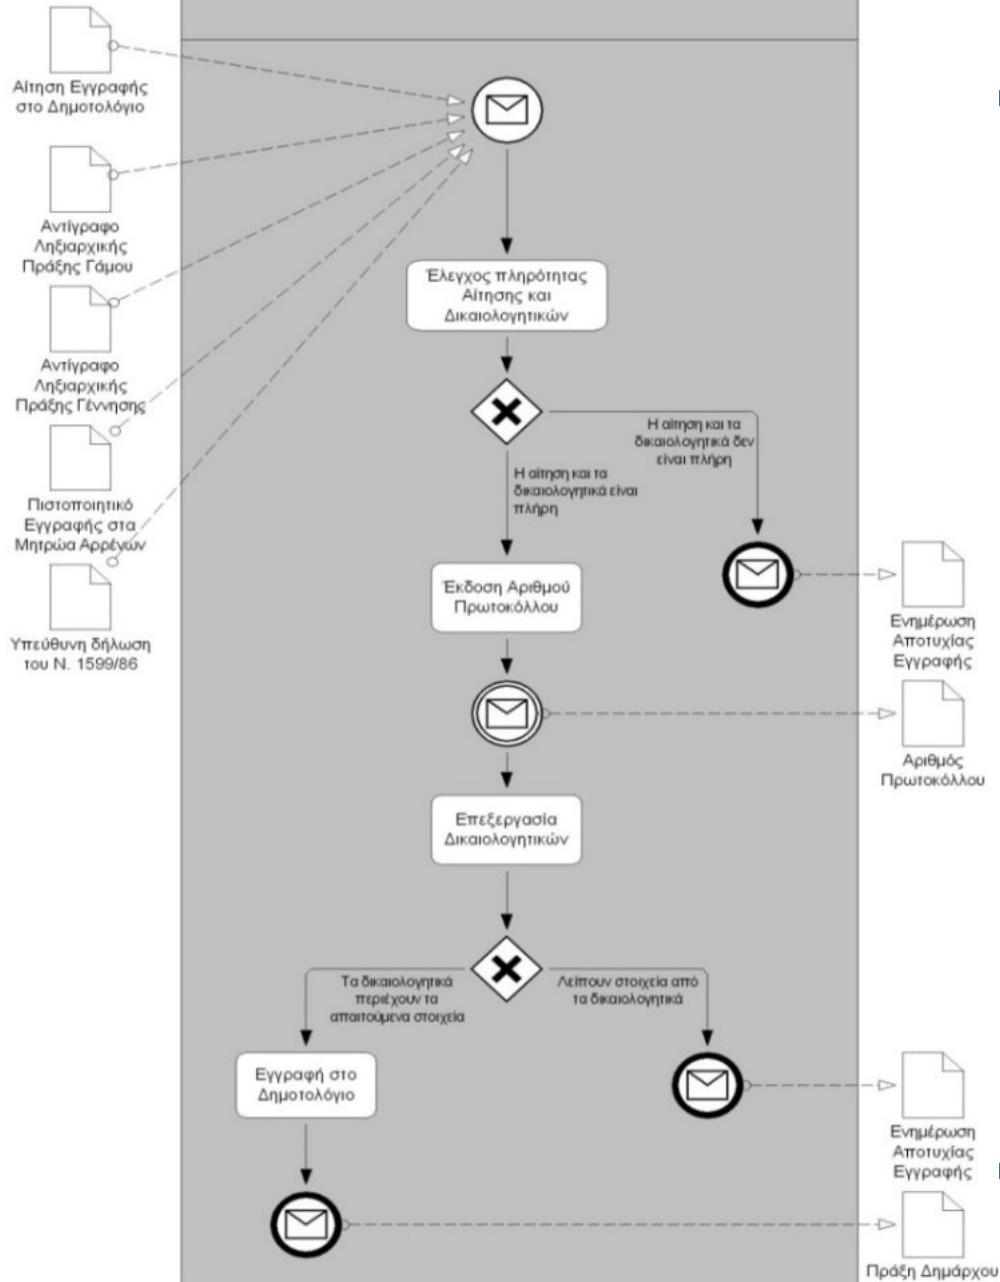 Αίτηση Εγγραφής
στο Δημοτολόγιο
Αντίγραφο
Ληξιαρχικής
Πράξης Γάμου
Αντίγραφο
Ληξιαρχικής
Πράξης Γέννησης
Πιστοποιητικό
Εγγραφής στα
Μητρώα Αρρένων
Υπεύθυνη δήλωση
του Ν. 1599/86
Έλεγχος πληρότητας
Αίτησης και
Δικαιολογητικών
Η αίτηση και τα
δικαιολογητικά δεν
είναι πλήρη
Η αίτηση και τα
δικαιολογητικά είναι
πλήρη
Έκδοση Αριθμού
Πρωτοκόλλου
Ενημέρωση
Αποτυχίας
Εγγραφής
Αριθμός
Πρωτοκόλλου
Επεξεργασία
Δικαιολογητικών
Τα δικαιολογητικά
περιέχουν τα
απαιτούμενα στοιχεία
Λείπουν στοιχεία από
τα δικαιολογητικά
Εγγραφή στο
Δημοτολόγιο
Ενημέρωση
Αποτυχίας
Εγγραφής
Πράξη Δημάρχου